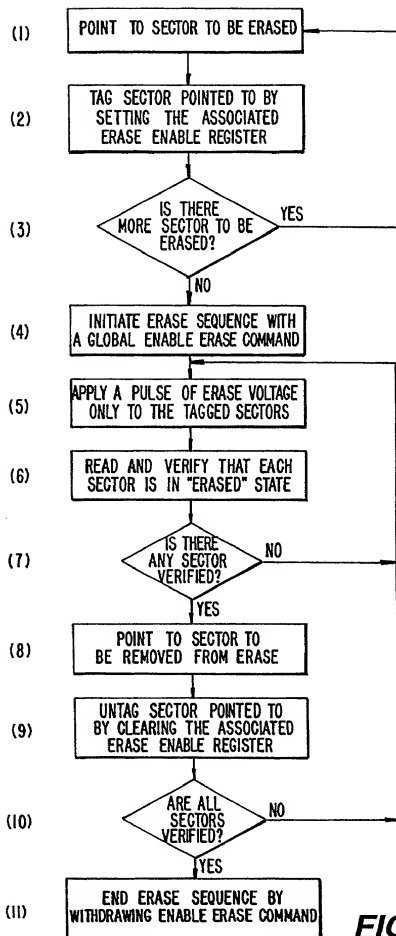 (1) POINT TO SECTOR TO BE ERASED
(2) TAG SECTOR POINTED TO BY
SETTING THE ASSOCIATED
ERASE ENABLE REGISTER
(3) IS THERE
MORE SECTOR TO BE
ERASED?
YES
NO
(4) INITIATE ERASE SEQUENCE WITH
A GLOBAL ENABLE ERASE COMMAND
(5) APPLY A PULSE OF ERASE VOLTAGE
ONLY TO THE TAGGED SECTORS
(6) READ AND VERIFY THAT EACH
SECTOR IS IN "ERASED" STATE
(7) IS THERE
ANY SECTOR
VERIFIED?
NO
YES
(8) POINT TO SECTOR TO
BE REMOVED FROM ERASE
(9) UNTAG SECTOR POINTED TO
BY CLEARING THE ASSOCIATED
ERASE ENABLE REGISTER
(10) ARE ALL
SECTORS
VERIFIED?
NO
YES
(11) END ERASE SEQUENCE BY
WITHDRAWING ENABLE ERASE COMMAND
FIG